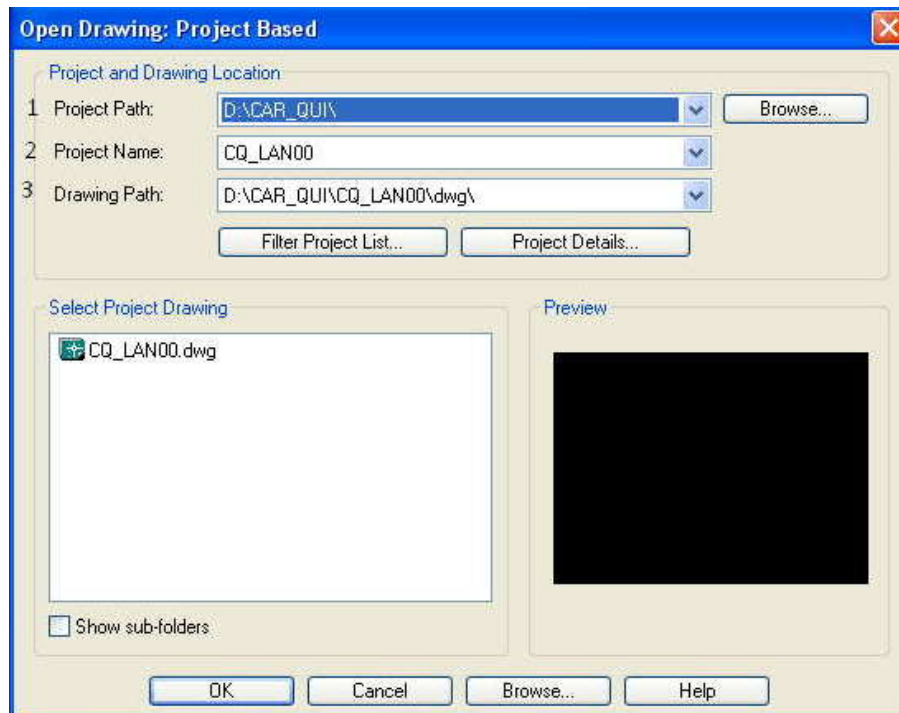 Open Drawing: Project Based
Project and Drawing Location
1 Project Path: D:\CAR_QUI\ Browse...
2 Project Name: CQ_LAN00
3 Drawing Path: D:\CAR_QUI\CQ_LAN00\dwg\
Filter Project List... Project Details...
Select Project Drawing Preview
CQ_LAN00.dwg
Show sub-folders
OK Cancel Browse... Help